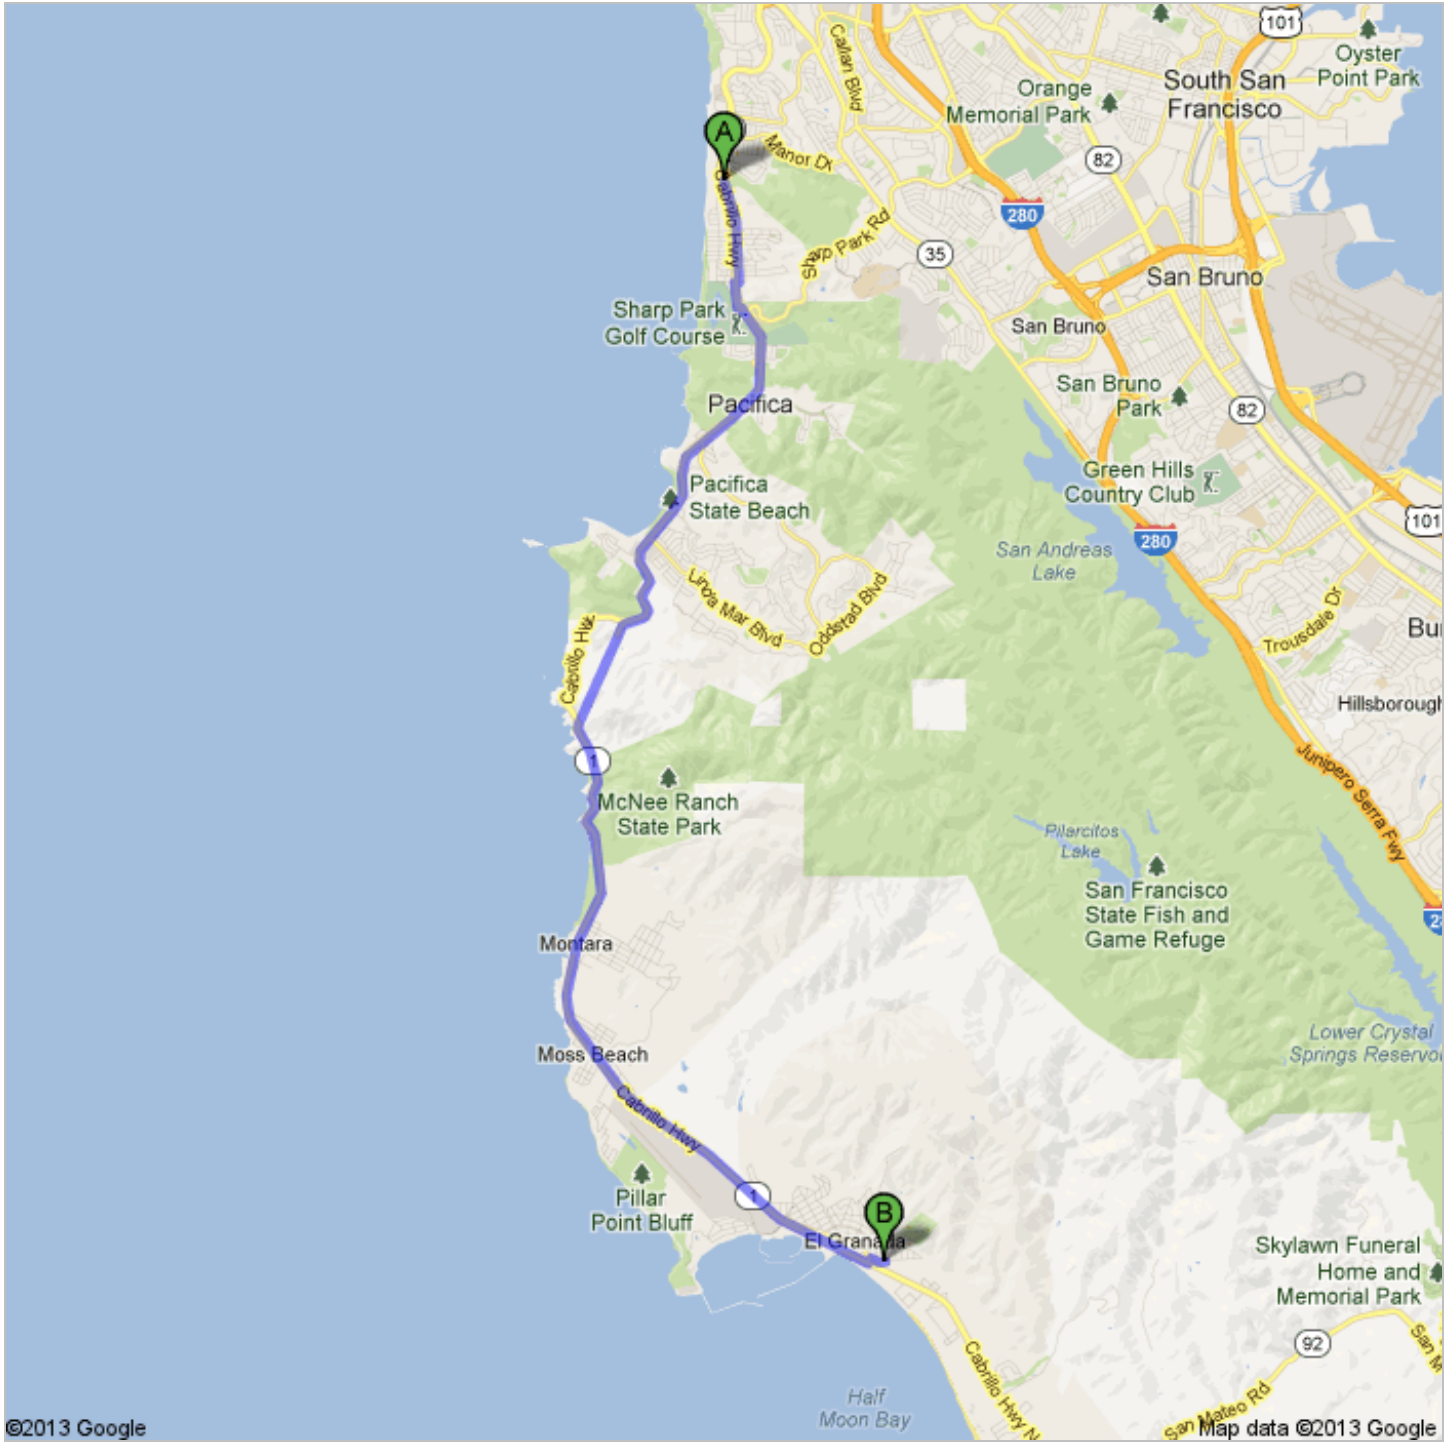 101
Oyster
Point Park
Callan Blvd
South San
Francisco
Orange
Memorial Park
A
Manor Dr
82
280
Cabrillo Hwy
Sharp Park Rd
35
San Bruno
Sharp Park
Golf Course
San Bruno
San Bruno
Park
Pacifica
82
Green Hills
Country Club
Pacifica
State Beach
101
280
San Andreas
Lake
Linda Mar Blvd
Oddstad Blvd
Trousdale Dr
Cabrillo Hwy
Bu
Hillsborough
1
Junipero Serra Fwy
McNee Ranch
State Park
Pilarcitos
Lake
San Francisco
State Fish and
Game Refuge
28
Montara
Lower Crystal
Springs Reservoi
Moss Beach
Cabrillo Hwy
Pillar
Point Bluff
1
B
El Granada
Skylawn Funeral
Home and
Memorial Park
92
San M
Cabrillo Hwy N
San Mateo Rd
Half
Moon Bay
©2013 Google
Map data ©2013 Google